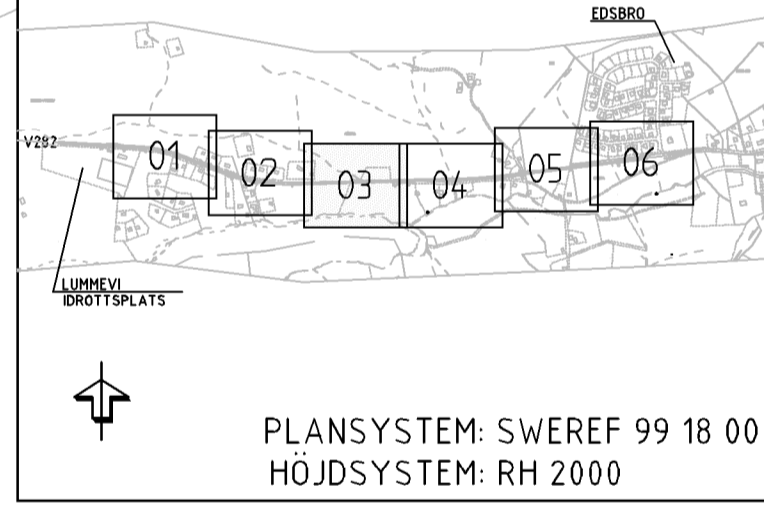 EDSBRO
V282
01
02
03
04
05
06
LUMMEVI
IDROTTSPLATS
PLANSYSTEM: SWEREF 99 18 00
HÖJDSYSTEM: RH 2000